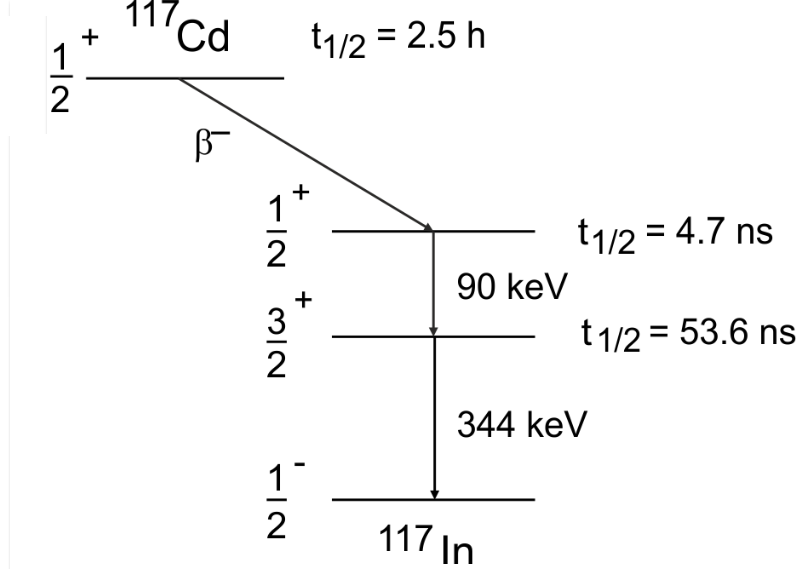 1/2 + ¹¹⁷Cd t₁/₂ = 2.5 h
β⁻
1/2 + t₁/₂ = 4.7 ns
90 keV
3/2 + t₁/₂ = 53.6 ns
344 keV
1/2 -
¹¹⁷In